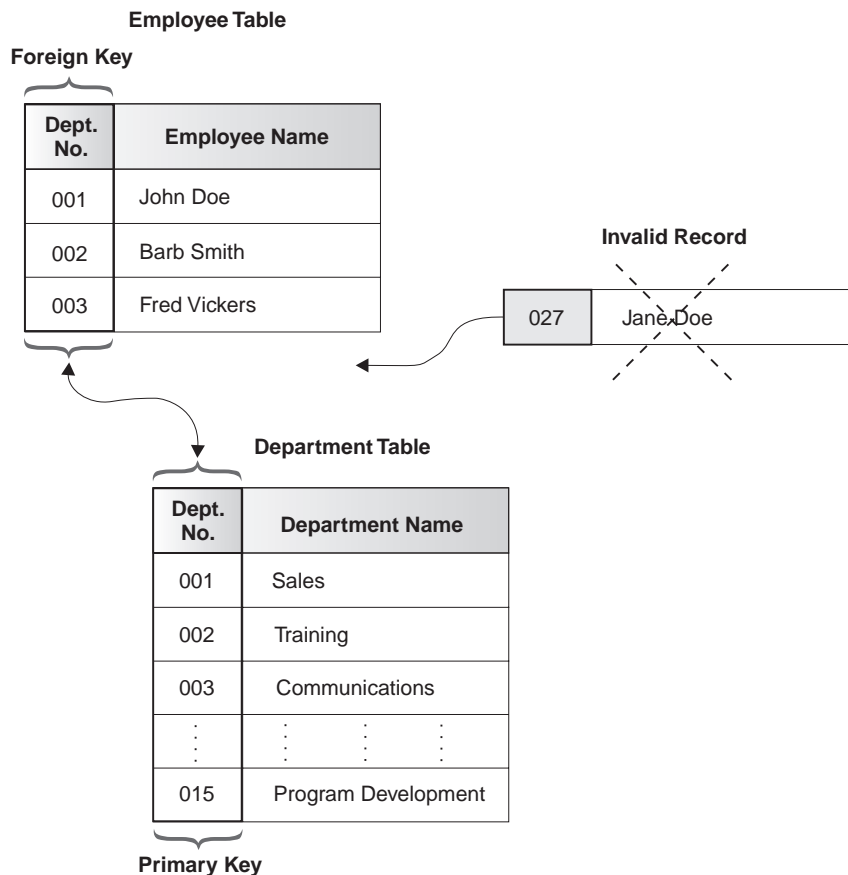 Employee Table
Foreign Key
Dept. No. Employee Name
001 John Doe
002 Barb Smith
003 Fred Vickers
Invalid Record
027 Jane Doe
Department Table
Dept. No. Department Name
001 Sales
002 Training
003 Communications
015 Program Development
Primary Key